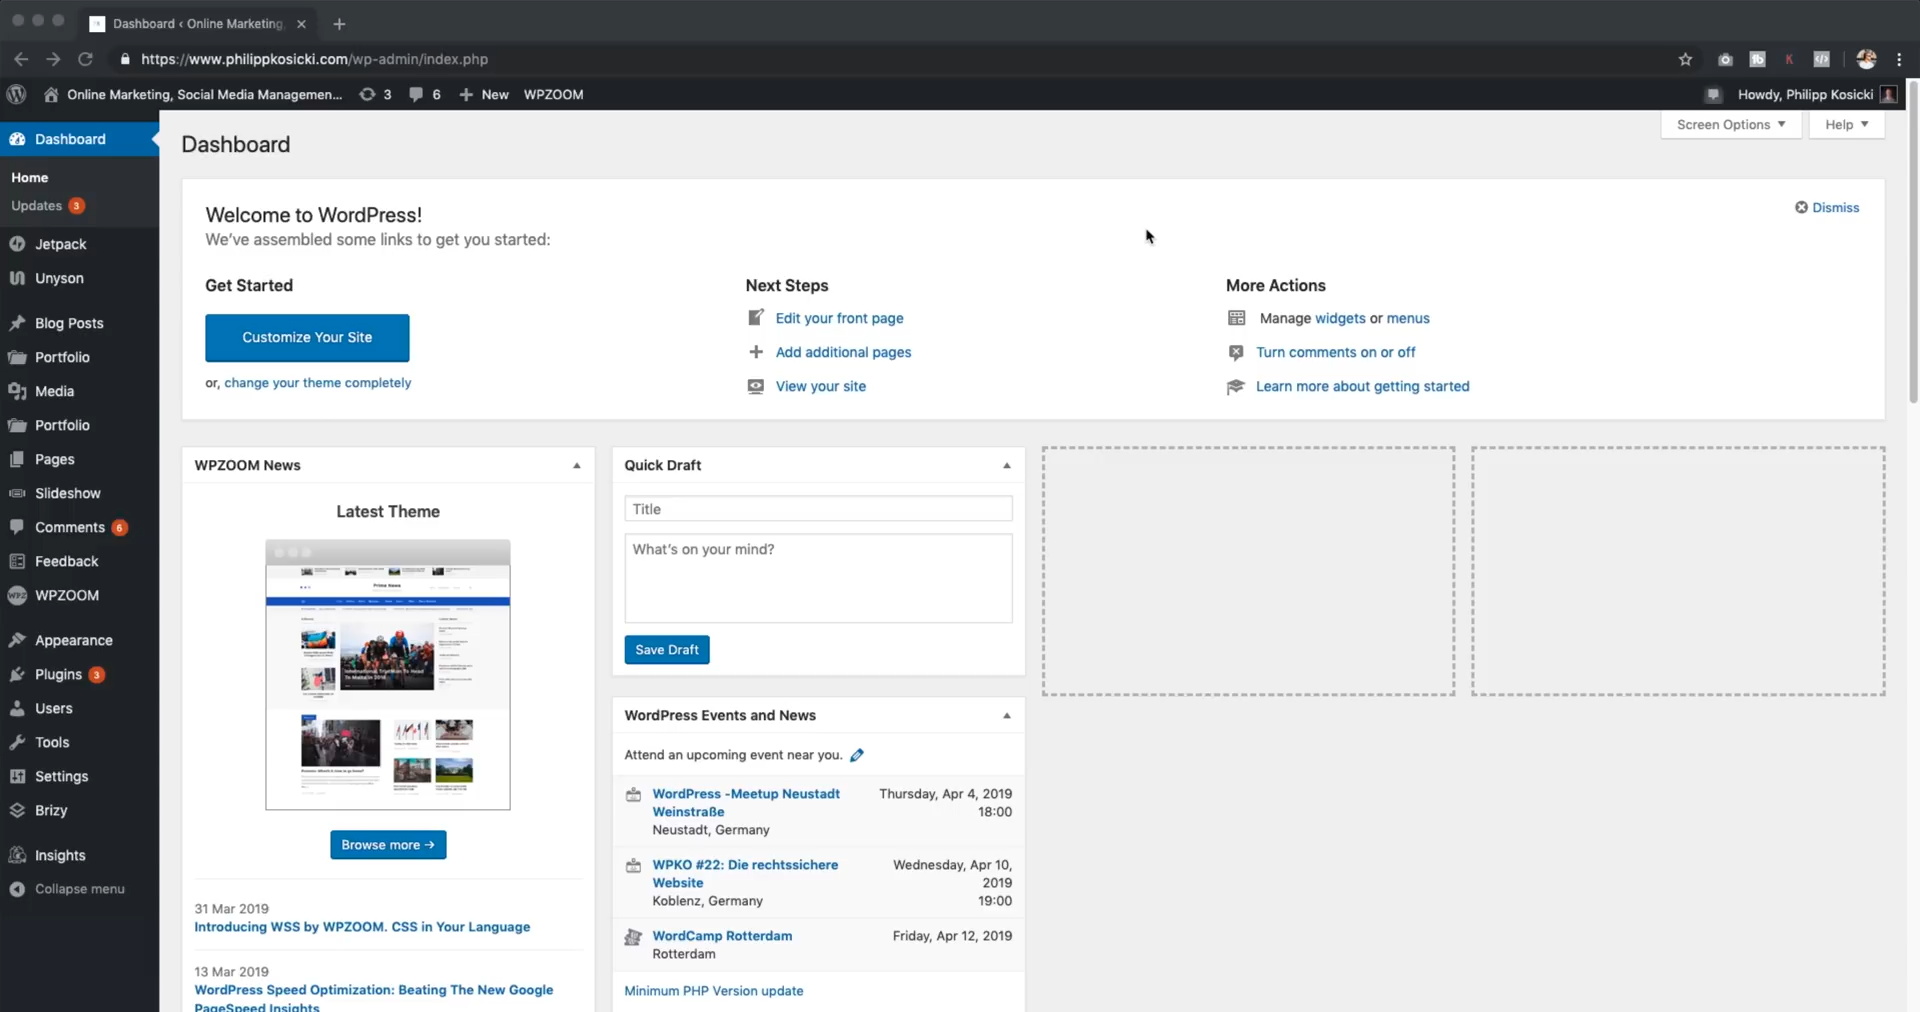 Dashboard ‹ Online Marketing,
https://www.philippkosicki.com/wp-admin/index.php
Online Marketing, Social Media Managemen... 3 6 New WPZOOM
Howdy, Philipp Kosicki
Dashboard
Home
Updates 3
Jetpack
Unyson
Blog Posts
Portfolio
Media
Portfolio
Pages
Slideshow
Comments 6
Feedback
WPZOOM
Appearance
Plugins 3
Users
Tools
Settings
Brizy
Insights
Collapse menu
Dashboard
Screen Options
Help
Welcome to WordPress!
We've assembled some links to get you started:
Dismiss
Get Started
Customize Your Site
or, change your theme completely
Next Steps
Edit your front page
Add additional pages
View your site
More Actions
Manage widgets or menus
Turn comments on or off
Learn more about getting started
WPZOOM News
Latest Theme
Prime News
Browse more →
31 Mar 2019
Introducing WSS by WPZOOM. CSS in Your Language
13 Mar 2019
WordPress Speed Optimization: Beating The New Google
PageSpeed Insights
Quick Draft
Title
What's on your mind?
Save Draft
WordPress Events and News
Attend an upcoming event near you.
WordPress -Meetup Neustadt
Weinstraße
Neustadt, Germany
Thursday, Apr 4, 2019
18:00
WPKO #22: Die rechtssichere
Website
Koblenz, Germany
Wednesday, Apr 10,
2019
19:00
WordCamp Rotterdam
Rotterdam
Friday, Apr 12, 2019
Minimum PHP Version update